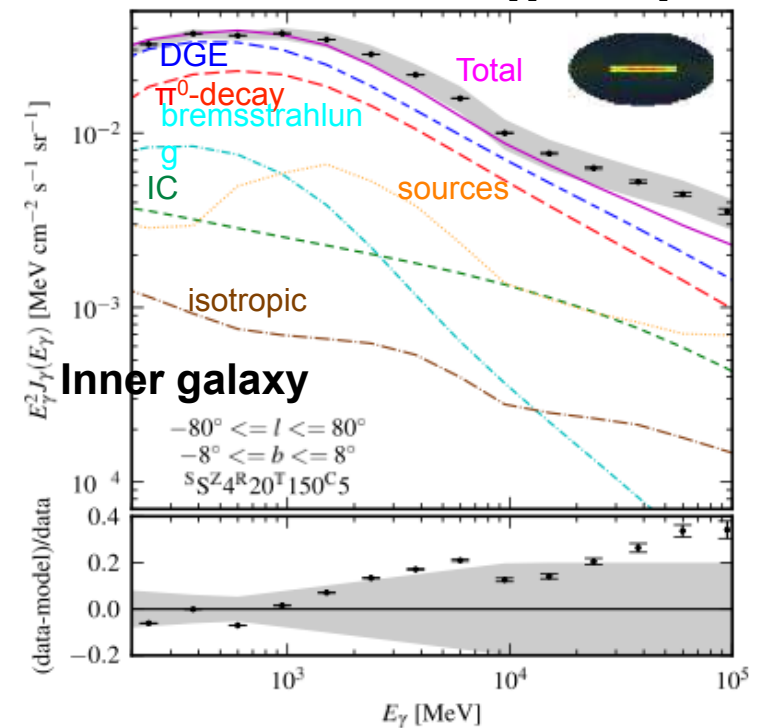 DGE
Total
π⁰-decay
bremsstrahlun
g
IC
sources
isotropic
Inner galaxy
−80° <= l <= 80°
−8° <= b <= 8°
ˢSᶻ4ᴿ20ᵀ150ᶜ5
E²ᵧJᵧ(Eᵧ) [MeV cm⁻² s⁻¹ sr⁻¹]
10⁻²
10⁻³
10 ⁴
(data-model)/data
0.4
0.2
0.0
−0.2
10³ 10⁴ 10⁵
Eᵧ [MeV]